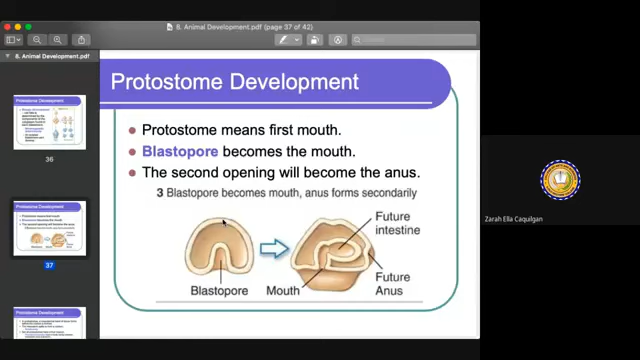 8. Animal Development.pdf (page 37 of 42)
Search
8. Animal Development.pdf
Protostome Development
36
37
Protostome Development
Protostome means first mouth.
Blastopore becomes the mouth.
The second opening will become the anus.
3 Blastopore becomes mouth, anus forms secondarily
Future
intestine
Blastopore
Mouth
Future
Anus
Zarah Ella Caquilgan